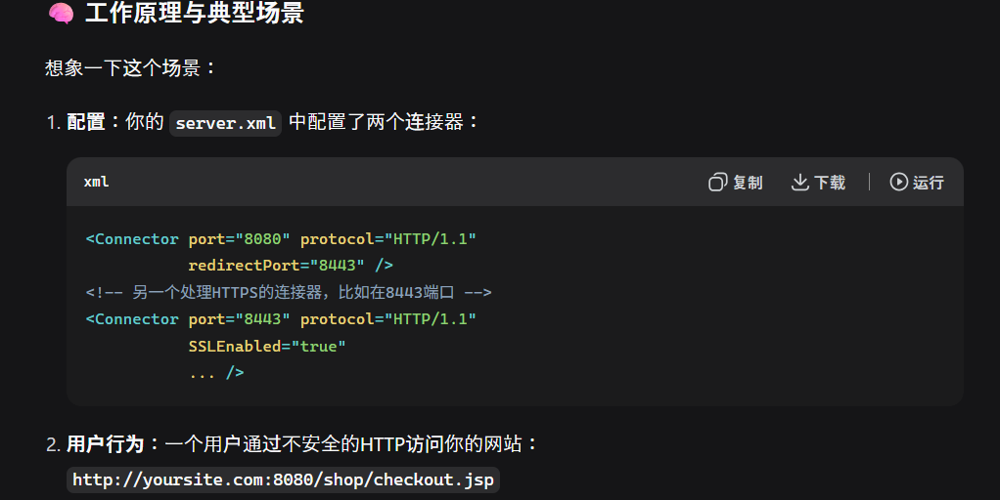 🧠 工作原理与典型场景
想象一下这个场景：
1. 配置：你的 server.xml 中配置了两个连接器：
xml 复制 下载 运行
<Connector port="8080" protocol="HTTP/1.1"
redirectPort="8443" />
<!-- 另一个处理HTTPS的连接器，比如在8443端口 -->
<Connector port="8443" protocol="HTTP/1.1"
SSLEnabled="true"
... />
2. 用户行为：一个用户通过不安全的HTTP访问你的网站：
http://yoursite.com:8080/shop/checkout.jsp